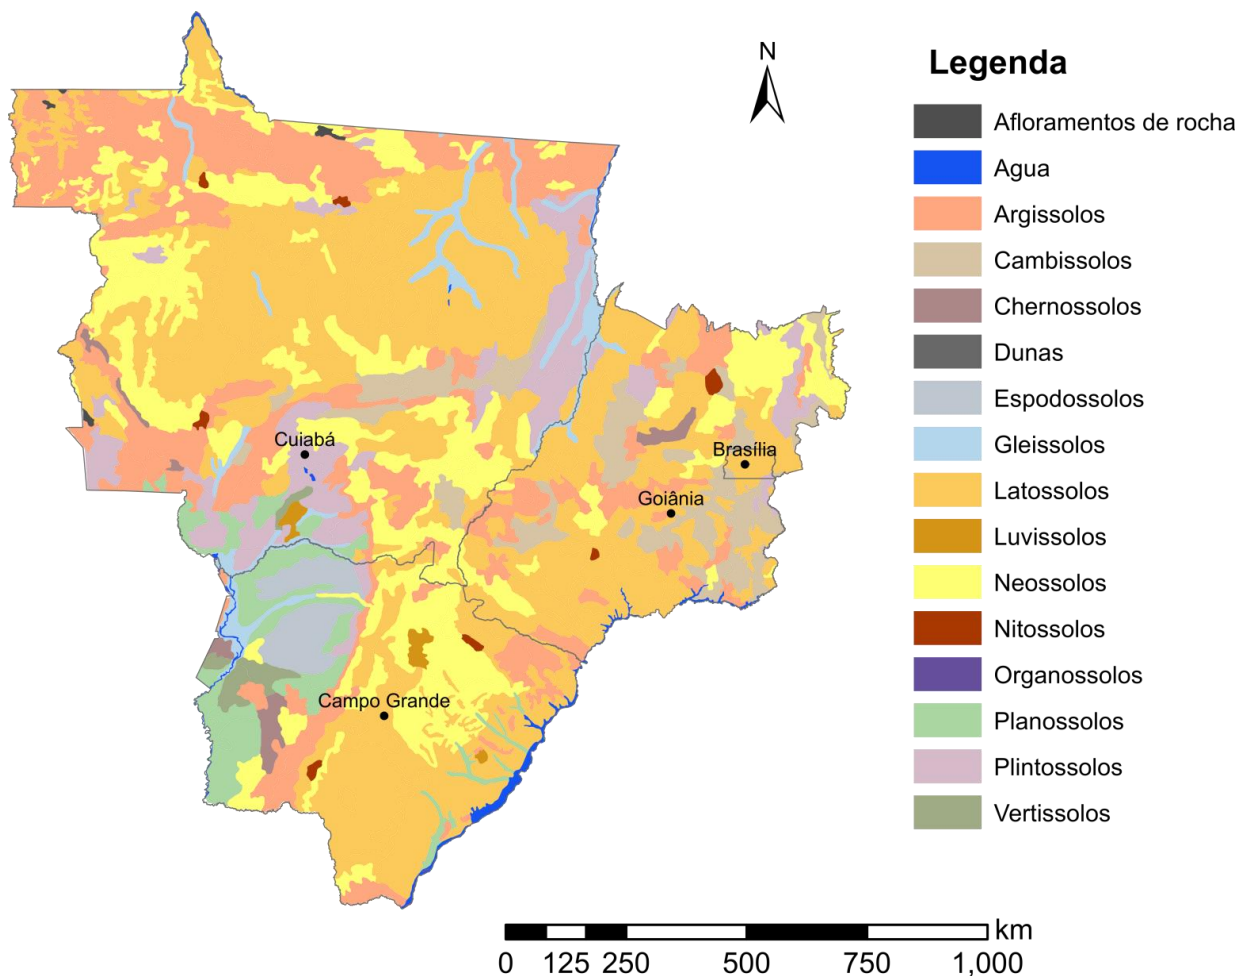 N
Legenda
Afloramentos de rocha
Agua
Argissolos
Cambissolos
Chernossolos
Dunas
Espodossolos
Gleissolos
Latossolos
Luvissolos
Neossolos
Nitossolos
Organossolos
Planossolos
Plintossolos
Vertissolos
Cuiabá
Brasília
Goiânia
Campo Grande
km
0 125 250 500 750 1,000